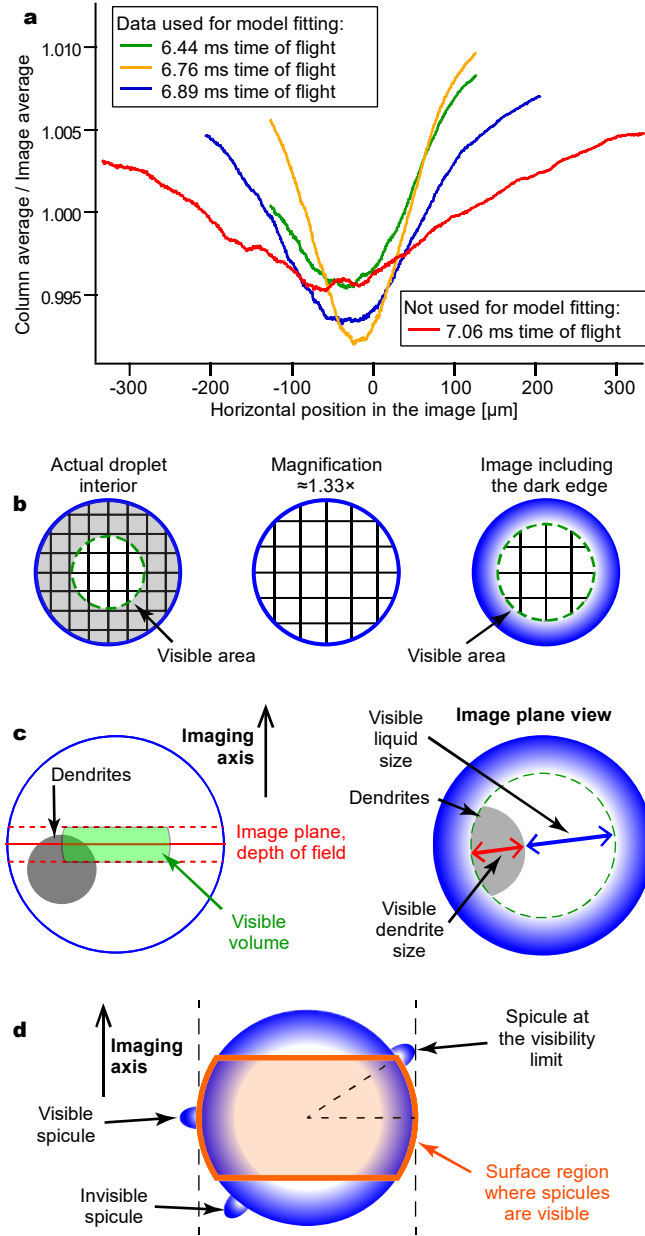 a
Data used for model fitting:
6.44 ms time of flight
6.76 ms time of flight
6.89 ms time of flight
1.010
1.005
1.000
0.995
Column average / Image average
Not used for model fitting:
7.06 ms time of flight
-300 -200 -100 0 100 200 300
Horizontal position in the image [µm]
b
Actual droplet
interior
Magnification
≈1.33×
Image including
the dark edge
Visible area
Visible area
c
Imaging
axis
Dendrites
Image plane,
depth of field
Visible
volume
Image plane view
Visible
liquid
size
Dendrites
Visible
dendrite
size
d
Imaging
axis
Spicule at
the visibility
limit
Visible
spicule
Invisible
spicule
Surface region
where spicules
are visible